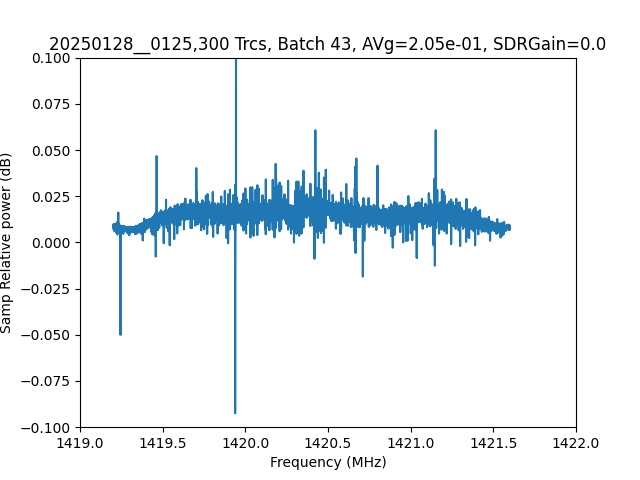 20250128__0125,300 Trcs, Batch 43, AVg=2.05e-01, SDRGain=0.0
0.100
0.075
0.050
0.025
0.000
−0.025
−0.050
−0.075
−0.100
Samp Relative power (dB)
1419.0 1419.5 1420.0 1420.5 1421.0 1421.5 1422.0
Frequency (MHz)